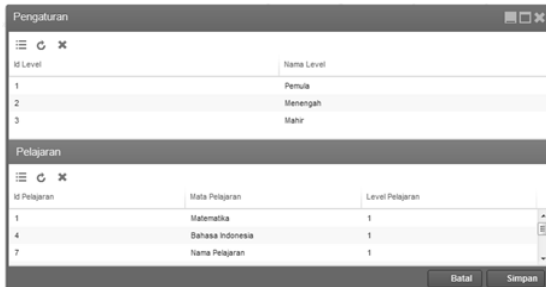 Pengaturan
Id Level Nama Level
1 Pemula
2 Menengah
3 Mahir
Pelajaran
Id Pelajaran Mata Pelajaran Level Pelajaran
1 Matematika 1
4 Bahasa Indonesia 1
7 Nama Pelajaran 1
Batal Simpan